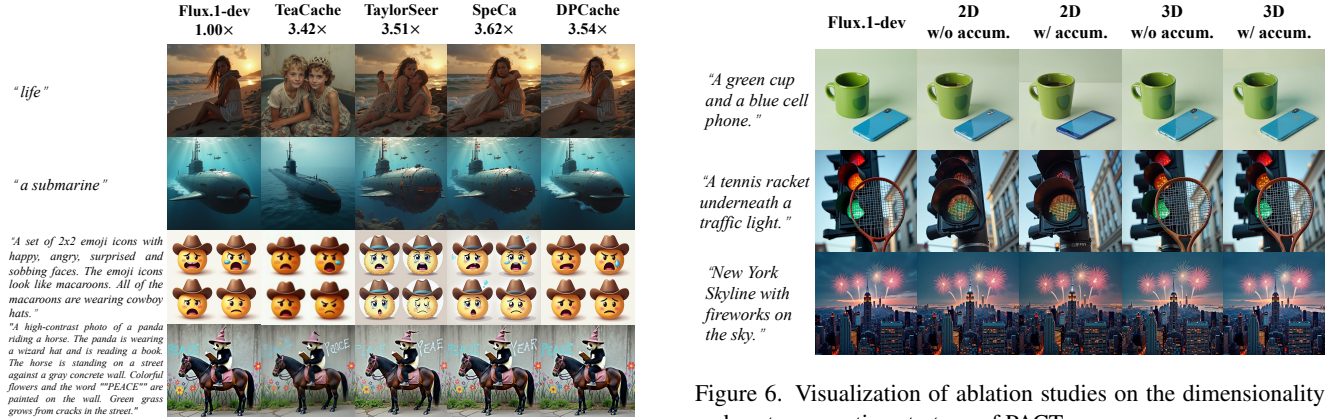 Flux.1-dev TeaCache TaylorSeer SpeCa DPCache
1.00× 3.42× 3.51× 3.62× 3.54×
“life”
“a submarine”
“A set of 2x2 emoji icons with
happy, angry, surprised and
sobbing faces. The emoji icons
look like macaroons. All of the
macaroons are wearing cowboy
hats.”
"A high-contrast photo of a panda
riding a horse. The panda is wearing
a wizard hat and is reading a book.
The horse is standing on a street
against a gray concrete wall. Colorful
flowers and the word ""PEACE"" are
painted on the wall. Green grass
grows from cracks in the street."
Flux.1-dev 2D 2D 3D 3D
w/o accum. w/ accum. w/o accum. w/ accum.
“A green cup
and a blue cell
phone.”
“A tennis racket
underneath a
traffic light.”
“New York
Skyline with
fireworks on
the sky.”
Figure 6. Visualization of ablation studies on the dimensionality